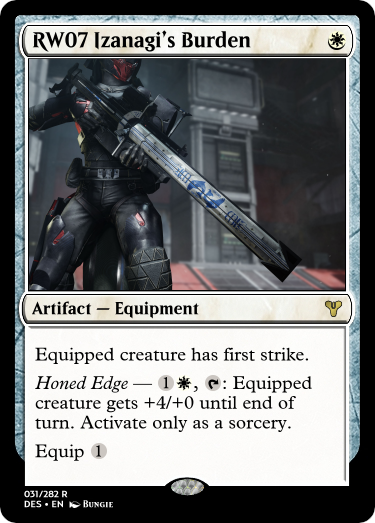 RW07 Izanagi's Burden
Artifact — Equipment
Equipped creature has first strike.
Honed Edge — 1 , : Equipped
creature gets +4/+0 until end of
turn. Activate only as a sorcery.
Equip 1
031/282 R
DES • EN Bungie